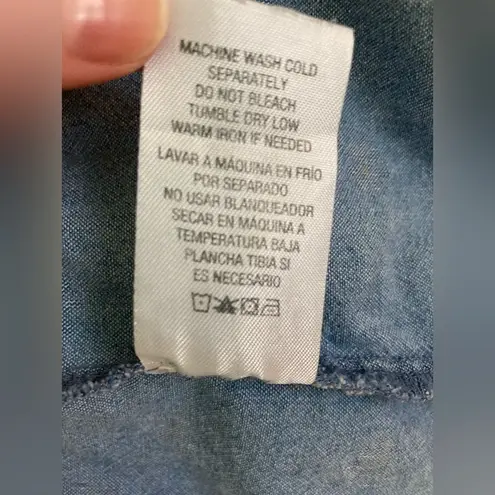 MACHINE WASH COLD
SEPARATELY
DO NOT BLEACH
TUMBLE DRY LOW
WARM IRON IF NEEDED
LAVAR A MÁQUINA EN FRÍO
POR SEPARADO
NO USAR BLANQUEADOR
SECAR EN MÁQUINA A
TEMPERATURA BAJA
PLANCHA TIBIA SI
ES NECESARIO